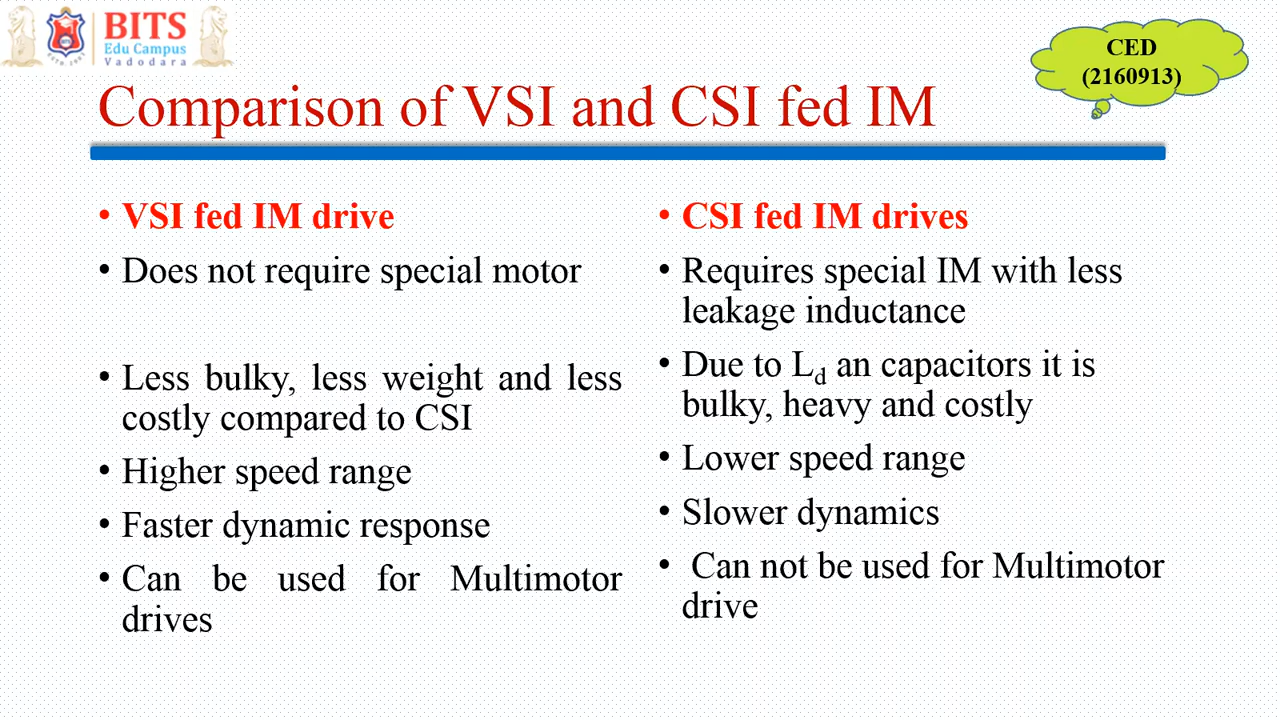 BITS
Edu Campus
Vadodara
CED
(2160913)
Comparison of VSI and CSI fed IM
• VSI fed IM drive
• Does not require special motor
• Less bulky, less weight and less
costly compared to CSI
• Higher speed range
• Faster dynamic response
• Can be used for Multimotor
drives
• CSI fed IM drives
• Requires special IM with less
leakage inductance
• Due to Ld an capacitors it is
bulky, heavy and costly
• Lower speed range
• Slower dynamics
• Can not be used for Multimotor
drive